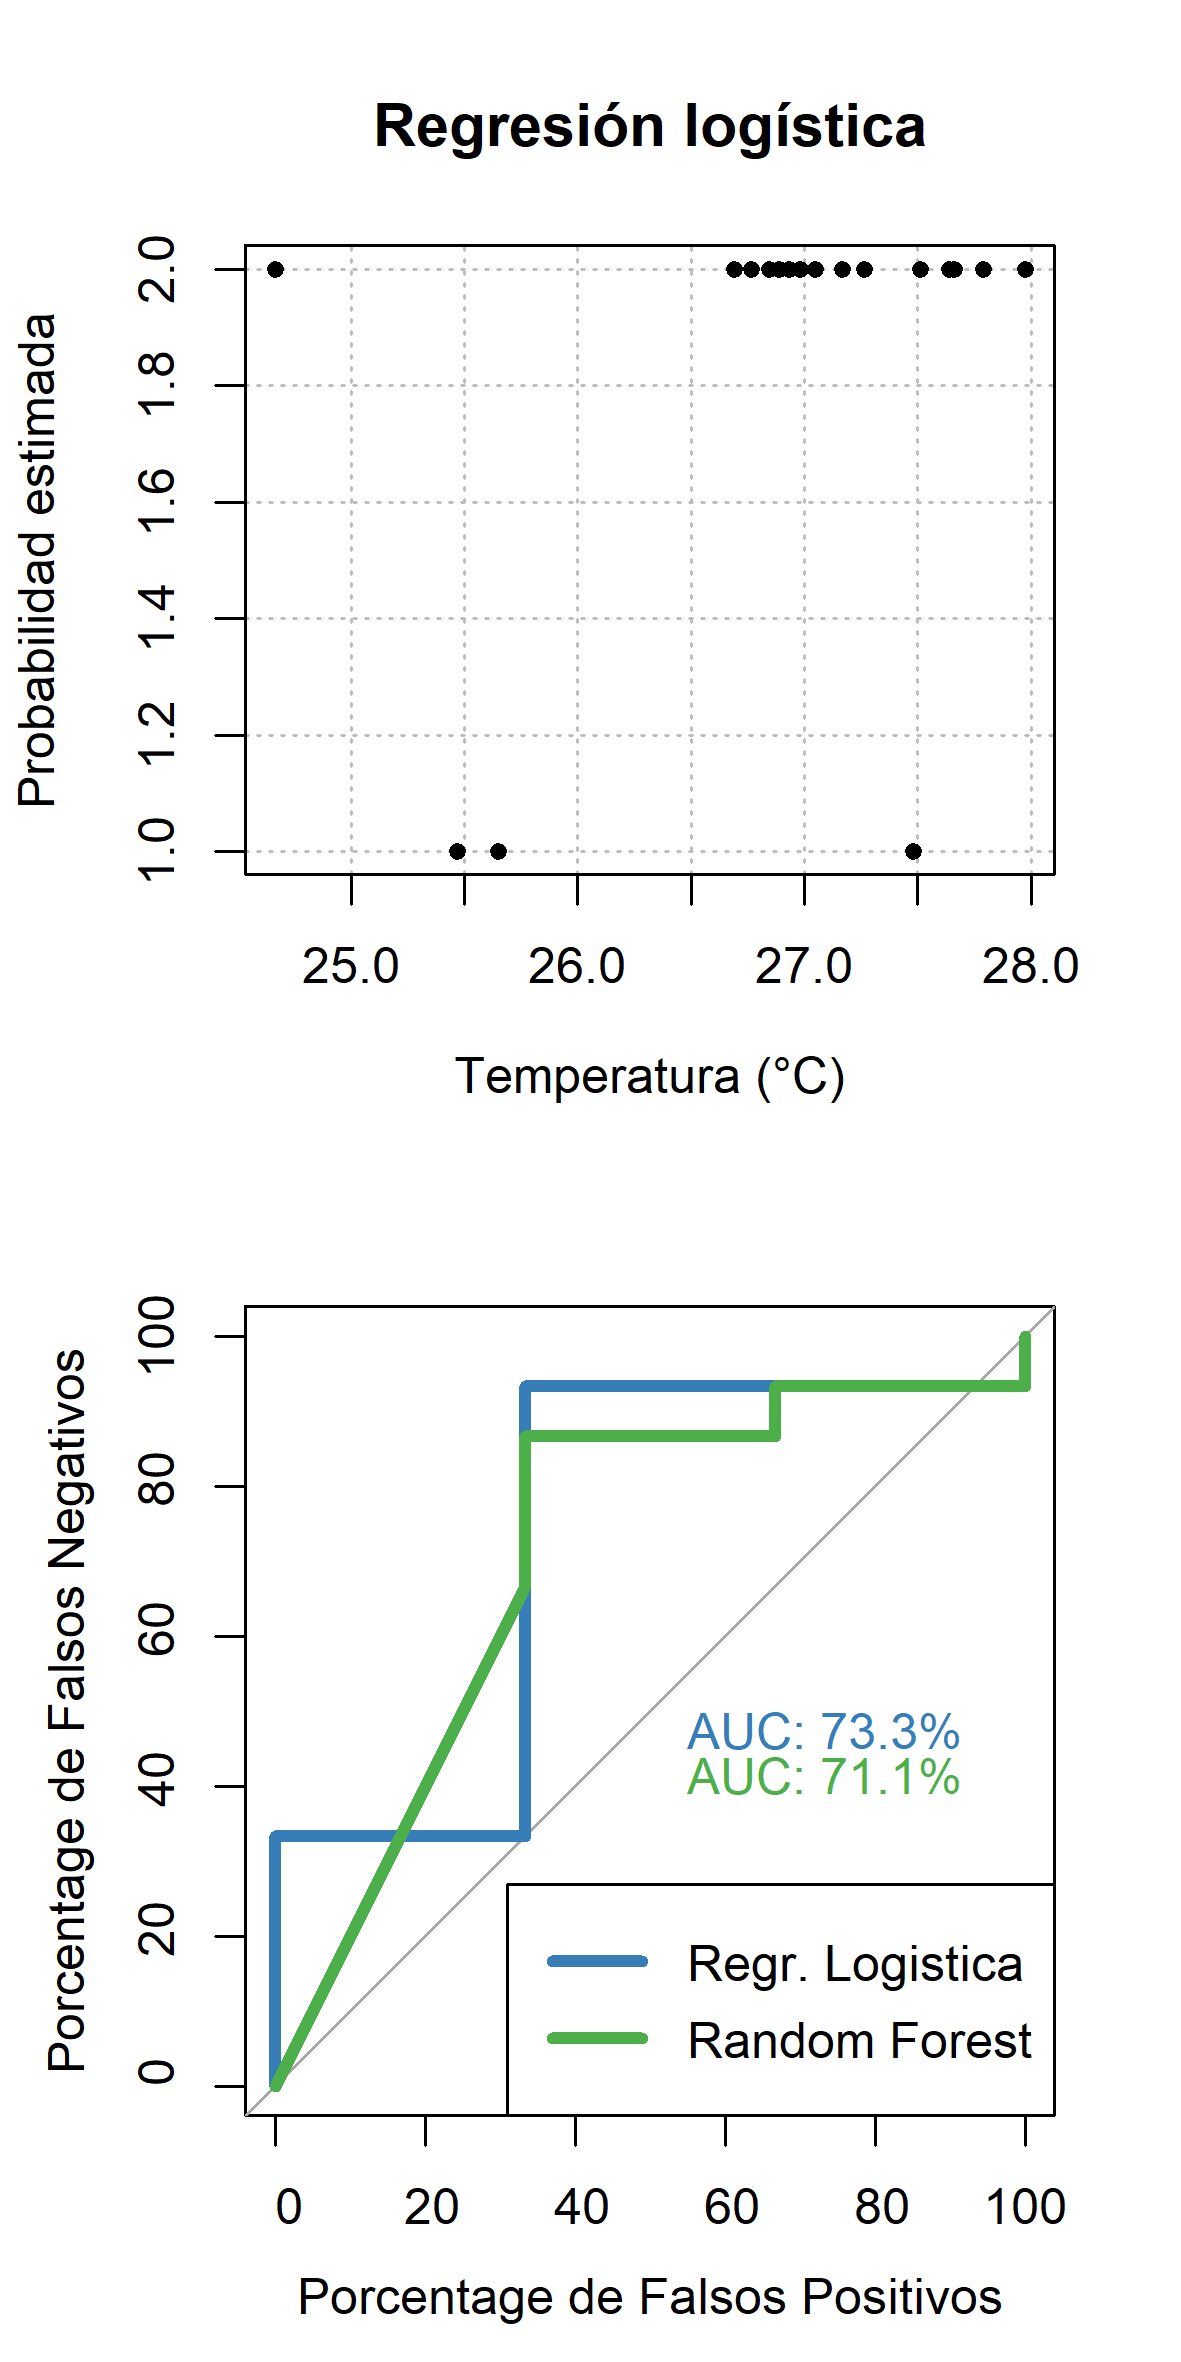 Regresión logística
Probabilidad estimada
2.0
1.8
1.6
1.4
1.2
1.0
25.0 26.0 27.0 28.0
Temperatura (°C)
Porcentage de Falsos Negativos
100
80
60
40
20
0
AUC: 73.3%
AUC: 71.1%
Regr. Logistica
Random Forest
0 20 40 60 80 100
Porcentage de Falsos Positivos